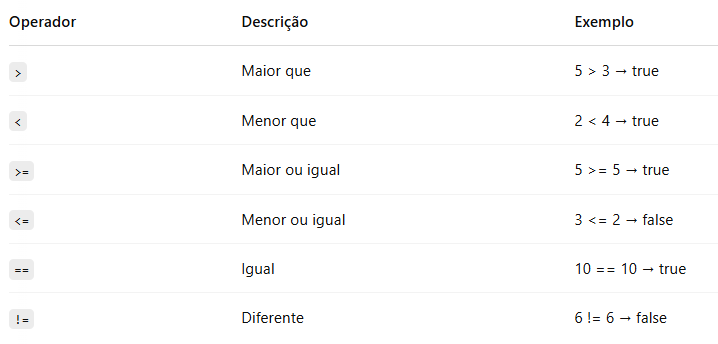 Operador Descrição Exemplo
> Maior que 5 > 3 → true
< Menor que 2 < 4 → true
>= Maior ou igual 5 >= 5 → true
<= Menor ou igual 3 <= 2 → false
== Igual 10 == 10 → true
!= Diferente 6 != 6 → false